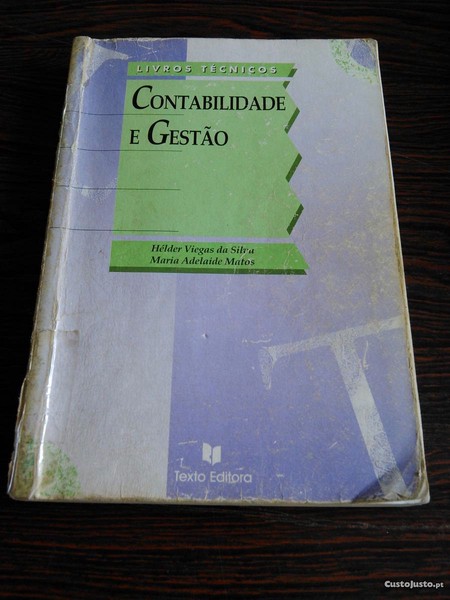 LIVROS TÉCNICOS
CONTABILIDADE
E GESTÃO
Hélder Viegas da Silva
Maria Adelaide Matos
T
Texto Editora
CustoJusto.pt